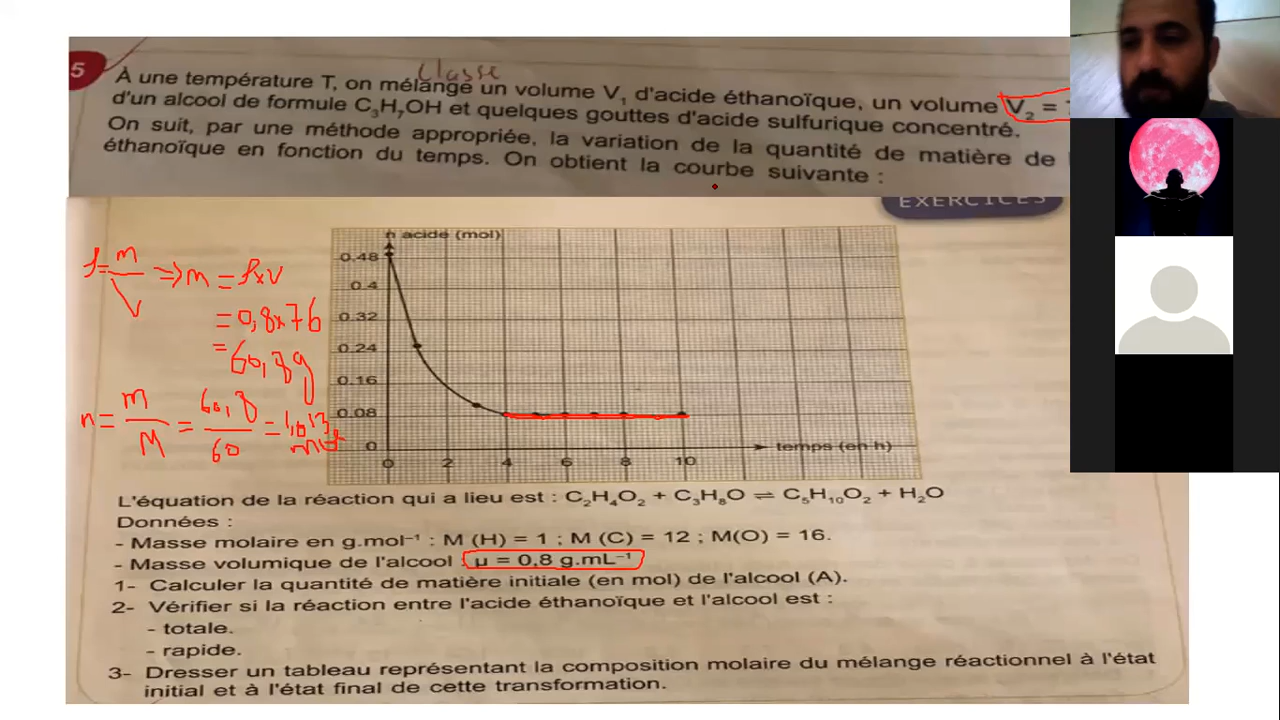 5
Classe
À une température T, on mélange un volume V₁ d'acide éthanoïque, un volume V₂ =
d'un alcool de formule C₃H₇OH et quelques gouttes d'acide sulfurique concentré.
On suit, par une méthode appropriée, la variation de la quantité de matière de
éthanoïque en fonction du temps. On obtient la courbe suivante :
EXERCICES
n acide (mol)
0.48
0.4
0.32
0.24
0.16
0.08
0
0 2 4 6 8 10
temps (en h)
ρ = m/V ⇒ m = ρ×V
= 0,8×76
= 60,8g
n = m/M = 60,8/60 = 1,013 mol
L'équation de la réaction qui a lieu est : C₂H₄O₂ + C₃H₈O ⇌ C₅H₁₀O₂ + H₂O
Données :
- Masse molaire en g.mol⁻¹ : M (H) = 1 ; M (C) = 12 ; M(O) = 16.
- Masse volumique de l'alcool : μ = 0,8 g.mL⁻¹
1- Calculer la quantité de matière initiale (en mol) de l'alcool (A).
2- Vérifier si la réaction entre l'acide éthanoïque et l'alcool est :
- totale.
- rapide.
3- Dresser un tableau représentant la composition molaire du mélange réactionnel à l'état
initial et à l'état final de cette transformation.